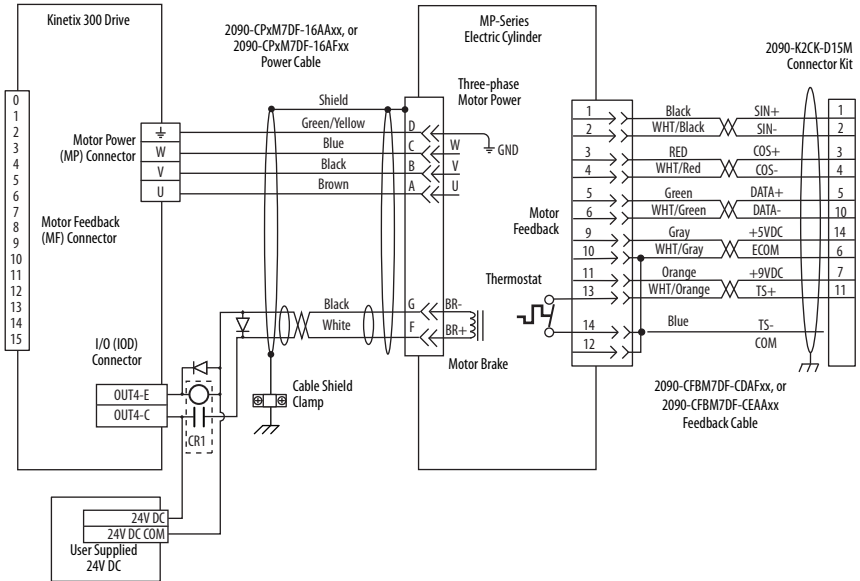 Kinetix 300 Drive
0
1
2
3
4
5
6
7
8
9
10
11
12
13
14
15
Motor Power
(MP) Connector
W
V
U
Motor Feedback
(MF) Connector
I/O (IOD)
Connector
OUT4-E
OUT4-C
CR1
24V DC
24V DC COM
User Supplied
24V DC
2090-CPxM7DF-16AAxx, or
2090-CPxM7DF-16AFxx
Power Cable
Shield
Green/Yellow
Blue
Black
Brown
Black
White
Cable Shield
Clamp
MP-Series
Electric Cylinder
Three-phase
Motor Power
D
C W
B V
A U
GND
G BR-
F BR+
Motor Brake
Motor
Feedback
Thermostat
2090-K2CK-D15M
Connector Kit
1 Black SIN+ 1
2 WHT/Black SIN- 2
3 RED COS+ 3
4 WHT/Red COS- 4
5 Green DATA+ 5
6 WHT/Green DATA- 10
9 Gray +5VDC 14
10 WHT/Gray ECOM 6
11 Orange +9VDC 7
13 WHT/Orange TS+ 11
14 Blue TS-
12 COM
2090-CFBM7DF-CDAFxx, or
2090-CFBM7DF-CEAAxx
Feedback Cable